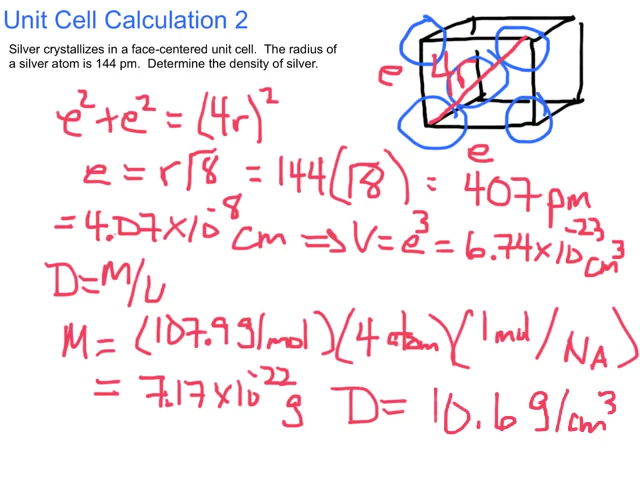 Unit Cell Calculation 2
Silver crystallizes in a face-centered unit cell. The radius of
a silver atom is 144 pm. Determine the density of silver.
e 4r
e
e² + e² = (4r)²
e = r√8 = 144(√8) = 407 pm
= 4.07×10⁻⁸ cm ⇒ V = e³ = 6.74×10⁻²³ cm³
D = M/V
M = (107.9 g/mol)(4 atom)(1 mol/NA)
= 7.17×10⁻²² g D = 10.6 g/cm³